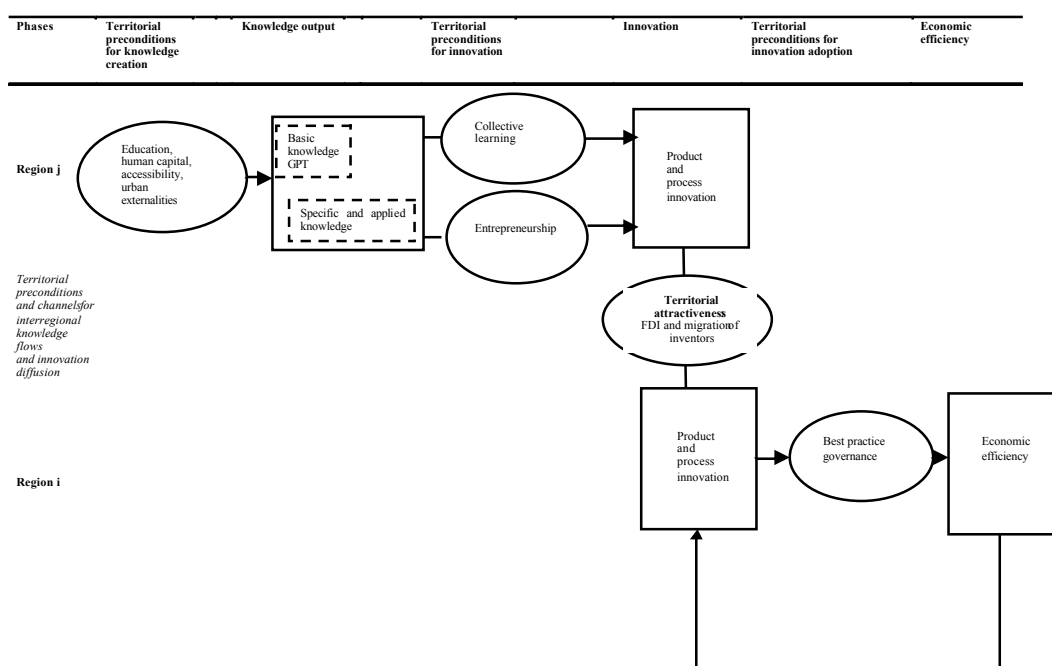 Phases
Territorial
preconditions
for knowledge
creation
Knowledge output
Territorial
preconditions
for innovation
Innovation
Territorial
preconditions for
innovation adoption
Economic
efficiency
Region j
Education,
human capital,
accessibility,
urban
externalities
Basic
knowledge
GPT
Specific and applied
knowledge
Collective
learning
Entrepreneurship
Product
and
process
innovation
Territorial
preconditions
and channelsfor
interregional
knowledge
flows
and innovation
diffusion
Territorial
attractiveness
FDI and migration of
inventors
Region i
Product
and
process
innovation
Best practice
governance
Economic
efficiency